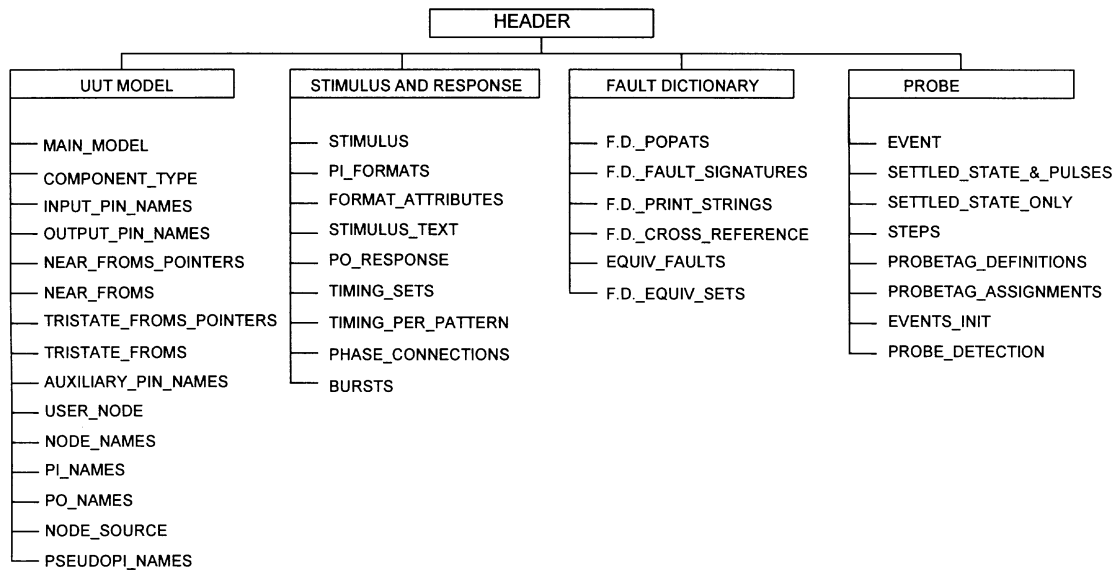 HEADER
UUT MODEL
MAIN_MODEL
COMPONENT_TYPE
INPUT_PIN_NAMES
OUTPUT_PIN_NAMES
NEAR_FROMS_POINTERS
NEAR_FROMS
TRISTATE_FROMS_POINTERS
TRISTATE_FROMS
AUXILIARY_PIN_NAMES
USER_NODE
NODE_NAMES
PI_NAMES
PO_NAMES
NODE_SOURCE
PSEUDOPI_NAMES
STIMULUS AND RESPONSE
STIMULUS
PI_FORMATS
FORMAT_ATTRIBUTES
STIMULUS_TEXT
PO_RESPONSE
TIMING_SETS
TIMING_PER_PATTERN
PHASE_CONNECTIONS
BURSTS
FAULT DICTIONARY
F.D._POPATS
F.D._FAULT_SIGNATURES
F.D._PRINT_STRINGS
F.D._CROSS_REFERENCE
EQUIV_FAULTS
F.D._EQUIV_SETS
PROBE
EVENT
SETTLED_STATE_&_PULSES
SETTLED_STATE_ONLY
STEPS
PROBETAG_DEFINITIONS
PROBETAG_ASSIGNMENTS
EVENTS_INIT
PROBE_DETECTION